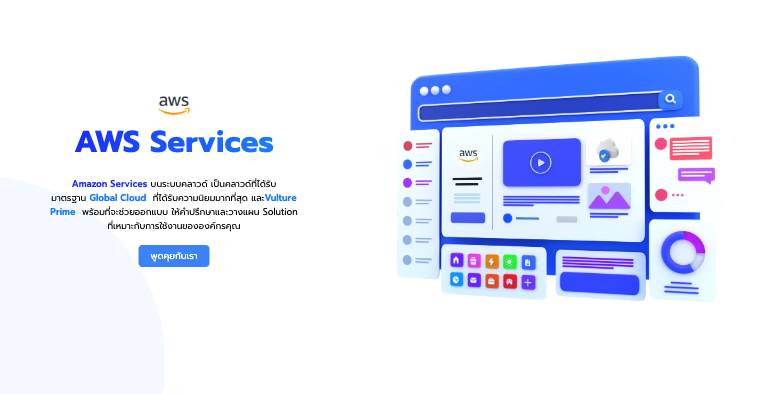 aws
AWS Services
Amazon Services บนระบบคลาวด์ เป็นคลาวด์ที่ได้รับ
มาตรฐาน Global Cloud ที่ได้รับความนิยมมากที่สุด และVulture
Prime พร้อมที่จะช่วยออกแบบ ให้คำปรึกษาและวางแผน Solution
ที่เหมาะกับการใช้งานขององค์กรคุณ
พูดคุยกับเรา
aws